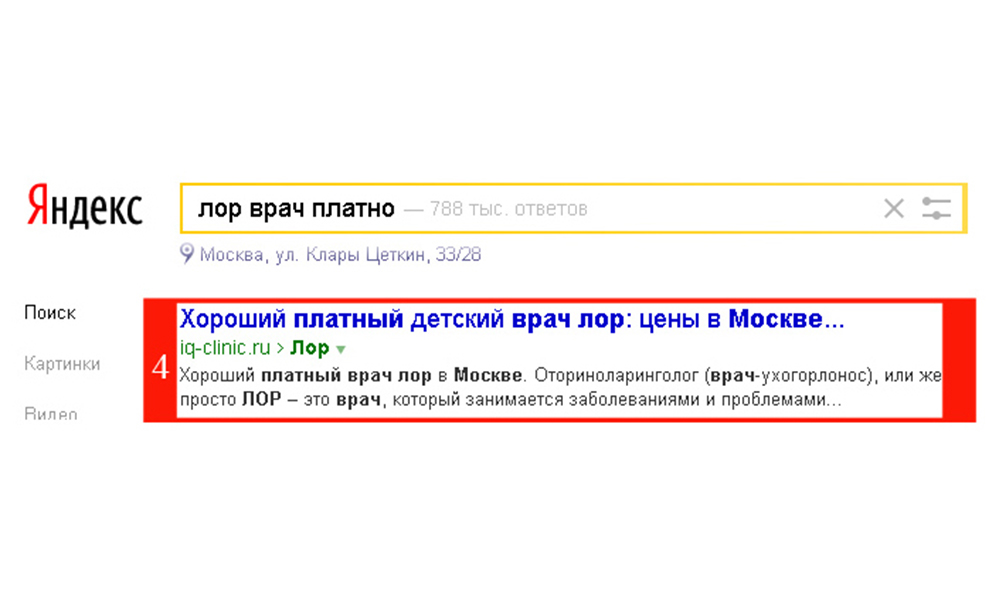 Яндекс
лор врач платно — 788 тыс. ответов
Москва, ул. Клары Цеткин, 33/28
Поиск
Картинки
Видео
4
Хороший платный детский врач лор: цены в Москве...
iq-clinic.ru > Лор
Хороший платный врач лор в Москве. Оториноларинголог (врач-ухогорлонос), или же
просто ЛОР – это врач, который занимается заболеваниями и проблемами...